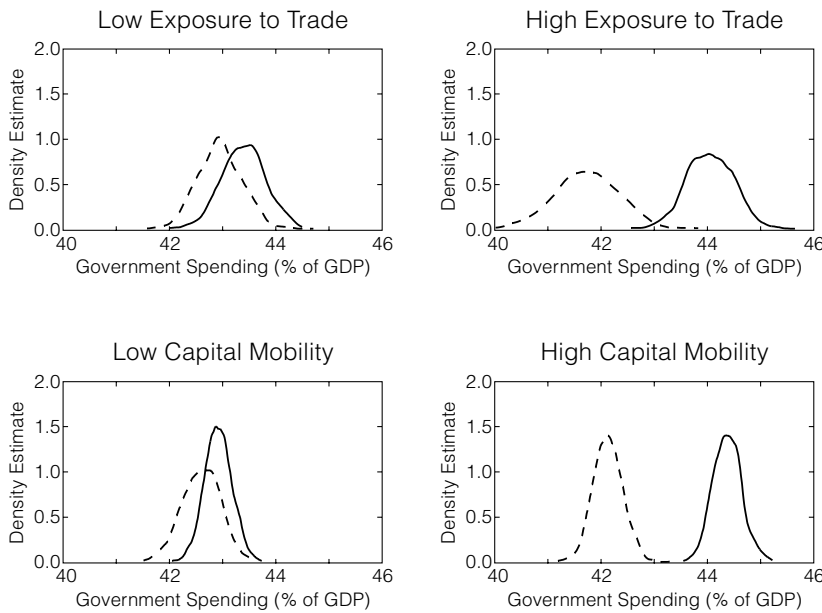 Low Exposure to Trade
Density Estimate
2.0
1.5
1.0
0.5
0.0
40 42 44 46
Government Spending (% of GDP)
High Exposure to Trade
Density Estimate
2.0
1.5
1.0
0.5
0.0
40 42 44 46
Government Spending (% of GDP)
Low Capital Mobility
Density Estimate
2.0
1.5
1.0
0.5
0.0
40 42 44 46
Government Spending (% of GDP)
High Capital Mobility
Density Estimate
2.0
1.5
1.0
0.5
0.0
40 42 44 46
Government Spending (% of GDP)